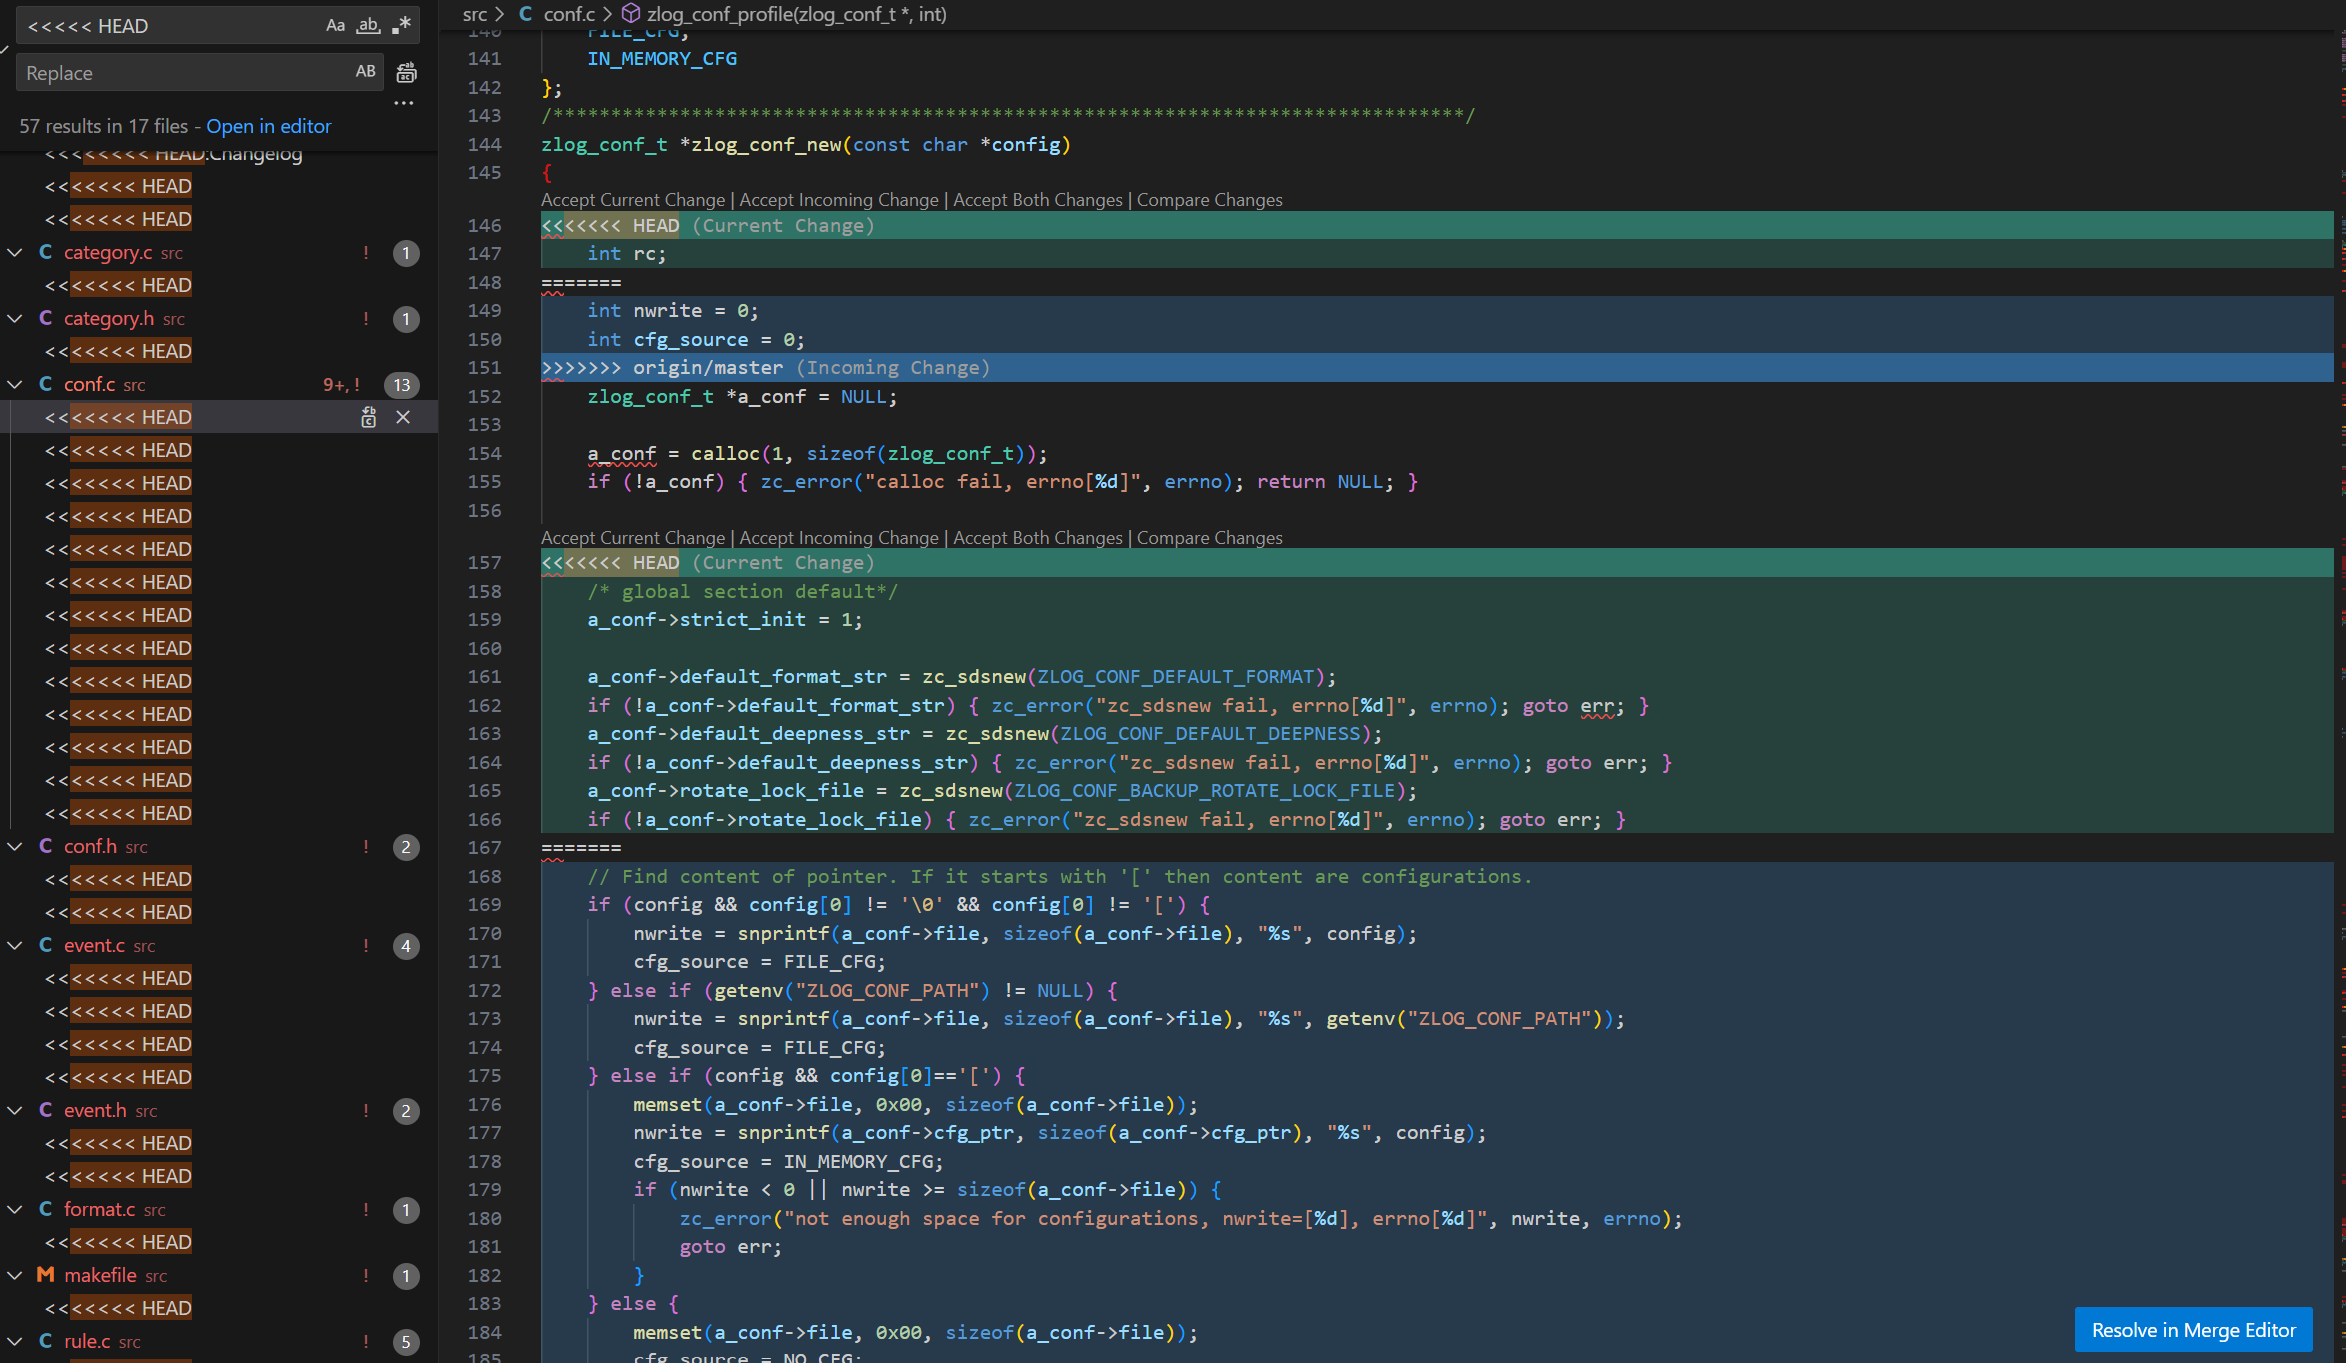 <<<<< HEAD
Aa ab .*
Replace
AB
57 results in 17 files - Open in editor
<<<<<<< HEAD:Changelog
<<<<<<< HEAD
<<<<<<< HEAD
C category.c src ! 1
<<<<<<< HEAD
C category.h src ! 1
<<<<<<< HEAD
C conf.c src 9+, ! 13
<<<<<<< HEAD
<<<<<<< HEAD
<<<<<<< HEAD
<<<<<<< HEAD
<<<<<<< HEAD
<<<<<<< HEAD
<<<<<<< HEAD
<<<<<<< HEAD
<<<<<<< HEAD
<<<<<<< HEAD
<<<<<<< HEAD
<<<<<<< HEAD
<<<<<<< HEAD
C conf.h src ! 2
<<<<<<< HEAD
<<<<<<< HEAD
C event.c src ! 4
<<<<<<< HEAD
<<<<<<< HEAD
<<<<<<< HEAD
<<<<<<< HEAD
C event.h src ! 2
<<<<<<< HEAD
<<<<<<< HEAD
C format.c src ! 1
<<<<<<< HEAD
M makefile src ! 1
<<<<<<< HEAD
C rule.c src ! 5
src > C conf.c > zlog_conf_profile(zlog_conf_t *, int)
140 FILE_CFG,
141 IN_MEMORY_CFG
142 };
143 /*******************************************************************************/
144 zlog_conf_t *zlog_conf_new(const char *config)
145 {
Accept Current Change | Accept Incoming Change | Accept Both Changes | Compare Changes
146 <<<<<<< HEAD (Current Change)
147 int rc;
148 =======
149 int nwrite = 0;
150 int cfg_source = 0;
151 >>>>>>> origin/master (Incoming Change)
152 zlog_conf_t *a_conf = NULL;
153
154 a_conf = calloc(1, sizeof(zlog_conf_t));
155 if (!a_conf) { zc_error("calloc fail, errno[%d]", errno); return NULL; }
156
Accept Current Change | Accept Incoming Change | Accept Both Changes | Compare Changes
157 <<<<<<< HEAD (Current Change)
158 /* global section default*/
159 a_conf->strict_init = 1;
160
161 a_conf->default_format_str = zc_sdsnew(ZLOG_CONF_DEFAULT_FORMAT);
162 if (!a_conf->default_format_str) { zc_error("zc_sdsnew fail, errno[%d]", errno); goto err; }
163 a_conf->default_deepness_str = zc_sdsnew(ZLOG_CONF_DEFAULT_DEEPNESS);
164 if (!a_conf->default_deepness_str) { zc_error("zc_sdsnew fail, errno[%d]", errno); goto err; }
165 a_conf->rotate_lock_file = zc_sdsnew(ZLOG_CONF_BACKUP_ROTATE_LOCK_FILE);
166 if (!a_conf->rotate_lock_file) { zc_error("zc_sdsnew fail, errno[%d]", errno); goto err; }
167 =======
168 // Find content of pointer. If it starts with '[' then content are configurations.
169 if (config && config[0] != '\0' && config[0] != '[') {
170 nwrite = snprintf(a_conf->file, sizeof(a_conf->file), "%s", config);
171 cfg_source = FILE_CFG;
172 } else if (getenv("ZLOG_CONF_PATH") != NULL) {
173 nwrite = snprintf(a_conf->file, sizeof(a_conf->file), "%s", getenv("ZLOG_CONF_PATH"));
174 cfg_source = FILE_CFG;
175 } else if (config && config[0]=='[') {
176 memset(a_conf->file, 0x00, sizeof(a_conf->file));
177 nwrite = snprintf(a_conf->cfg_ptr, sizeof(a_conf->cfg_ptr), "%s", config);
178 cfg_source = IN_MEMORY_CFG;
179 if (nwrite < 0 || nwrite >= sizeof(a_conf->file)) {
180 zc_error("not enough space for configurations, nwrite=[%d], errno[%d]", nwrite, errno);
181 goto err;
182 }
183 } else {
184 memset(a_conf->file, 0x00, sizeof(a_conf->file));
185 cfg_source = NO_CFG;
Resolve in Merge Editor